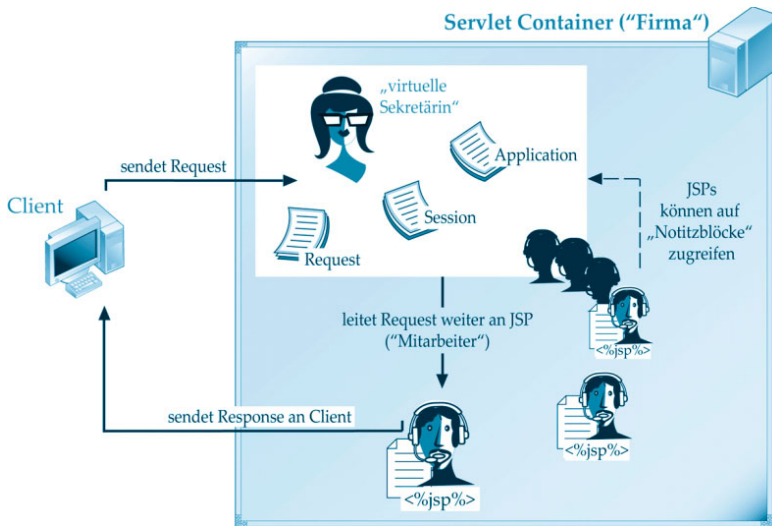 Servlet Container (“Firma“)
„virtuelle
Sekretärin“
Application
sendet Request
Client
Session
Request
JSPs
können auf
„Notitzblöcke“
zugreifen
leitet Request weiter an JSP
(“Mitarbeiter“)
<%jsp%>
sendet Response an Client
<%jsp%>
<%jsp%>